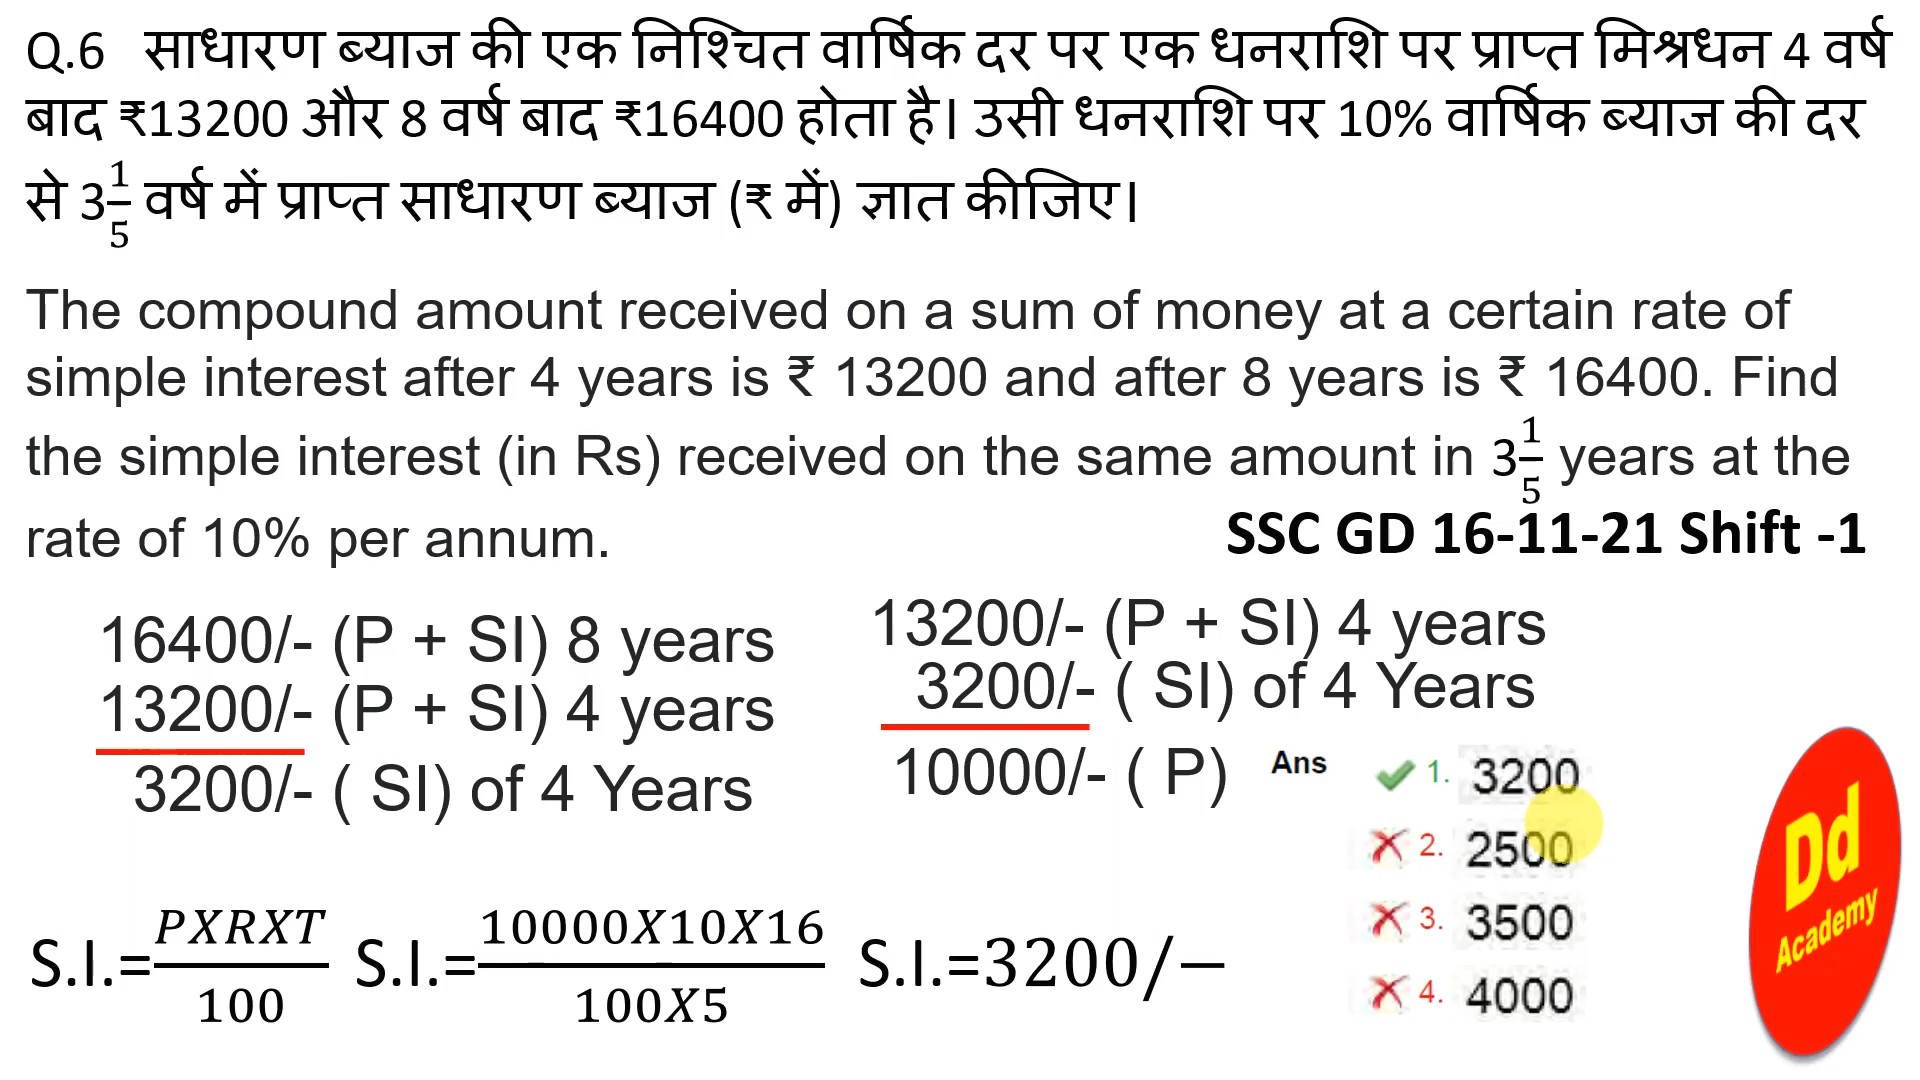 Q.6 साधारण ब्याज की एक निश्चित वार्षिक दर पर एक धनराशि पर प्राप्त मिश्रधन 4 वर्ष
बाद ₹13200 और 8 वर्ष बाद ₹16400 होता है। उसी धनराशि पर 10% वार्षिक ब्याज की दर
से 3 1/5 वर्ष में प्राप्त साधारण ब्याज (₹ में) ज्ञात कीजिए।
The compound amount received on a sum of money at a certain rate of
simple interest after 4 years is ₹ 13200 and after 8 years is ₹ 16400. Find
the simple interest (in Rs) received on the same amount in 3 1/5 years at the
rate of 10% per annum.
SSC GD 16-11-21 Shift -1
16400/- (P + SI) 8 years
13200/- (P + SI) 4 years
3200/- ( SI) of 4 Years
13200/- (P + SI) 4 years
3200/- ( SI) of 4 Years
10000/- ( P)
Ans
1. 3200
2. 2500
3. 3500
4. 4000
S.I.=PXRXT/100 S.I.=10000X10X16/100X5 S.I.=3200/−
Dd
Academy